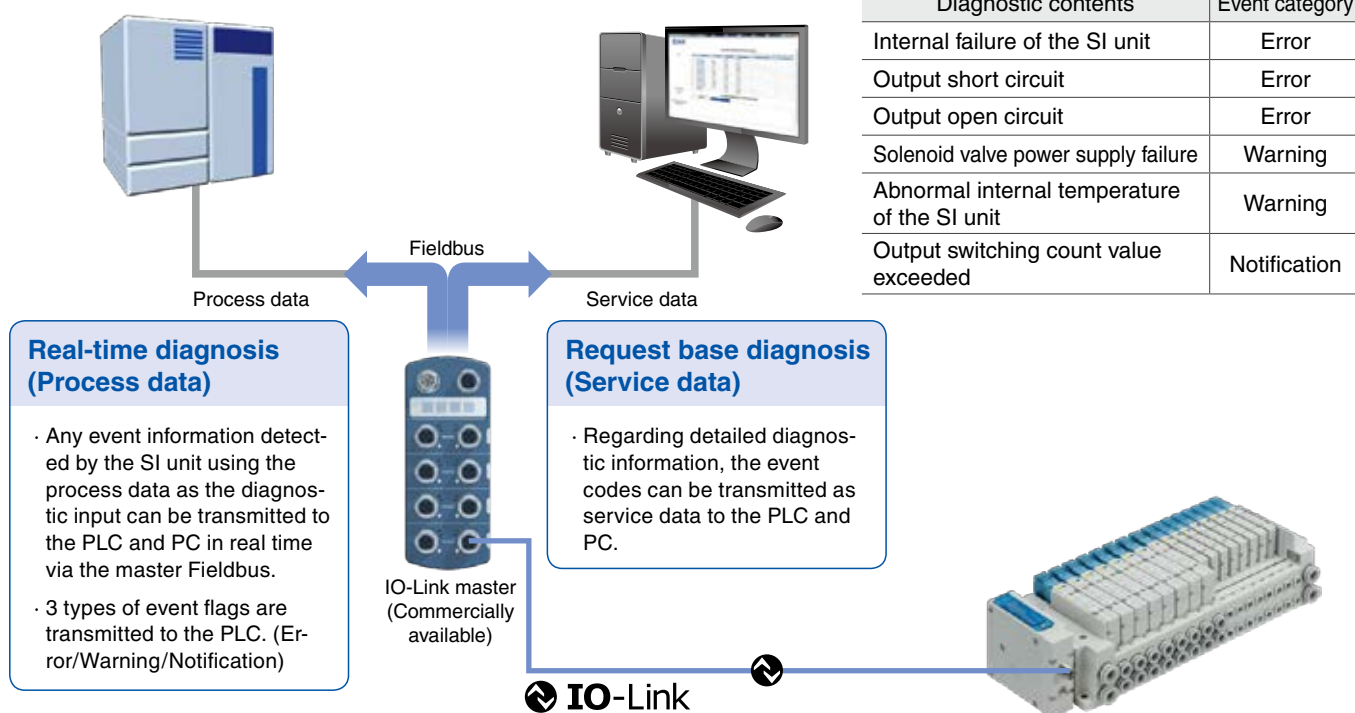 Diagnostic contents Event category
Internal failure of the SI unit Error
Output short circuit Error
Output open circuit Error
Solenoid valve power supply failure Warning
Abnormal internal temperature
of the SI unit Warning
Output switching count value
exceeded Notification
Fieldbus
Process data
Service data
Real-time diagnosis
(Process data)
· Any event information detect-
ed by the SI unit using the
process data as the diagnos-
tic input can be transmitted to
the PLC and PC in real time
via the master Fieldbus.
· 3 types of event flags are
transmitted to the PLC. (Er-
ror/Warning/Notification)
Request base diagnosis
(Service data)
· Regarding detailed diagnos-
tic information, the event
codes can be transmitted as
service data to the PLC and
PC.
IO-Link master
(Commercially
available)
IO-Link